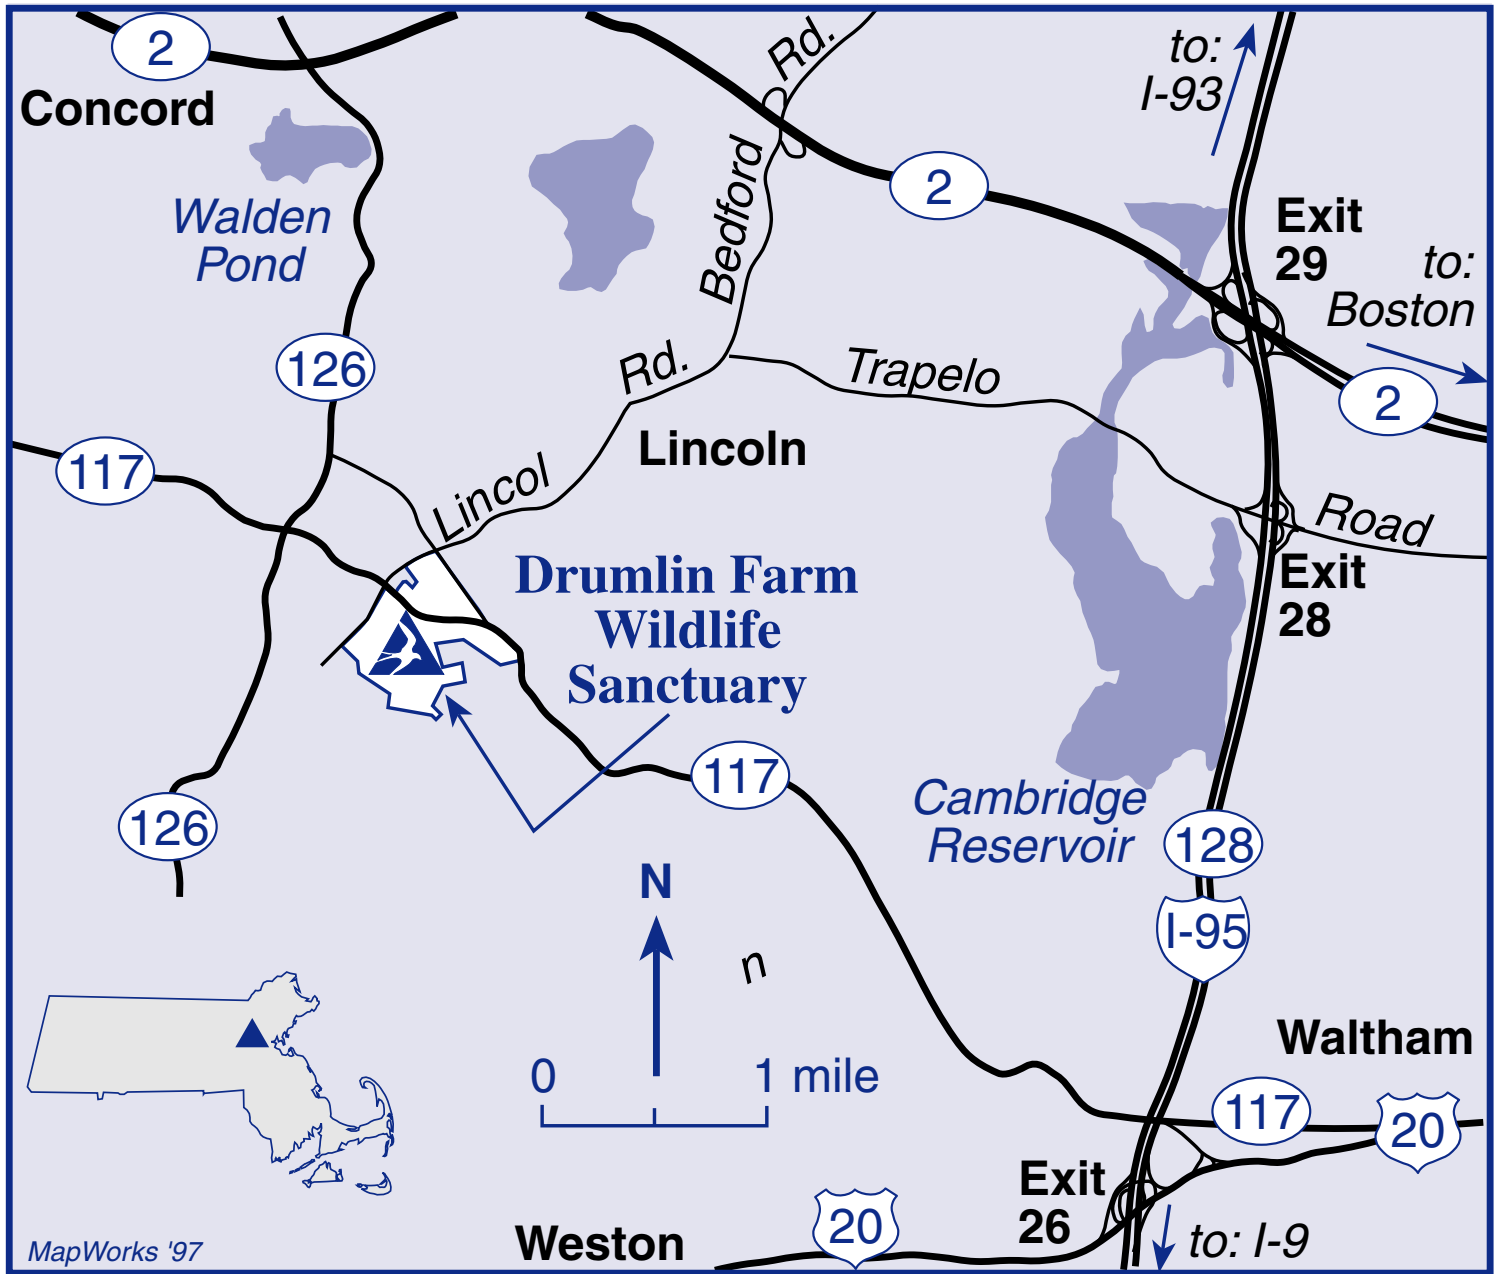 2
Rd.
to:
I-93
Concord
Walden
Pond
Bedford
2
Exit
29
to:
Boston
126
Rd.
Trapelo
2
117
Lincoln
Lincol
Road
Drumlin Farm
Wildlife
Sanctuary
Exit
28
117
Cambridge
Reservoir
126
128
N
I-95
n
0
1 mile
Waltham
117
20
Exit
26
20
to: I-9
Weston
MapWorks '97